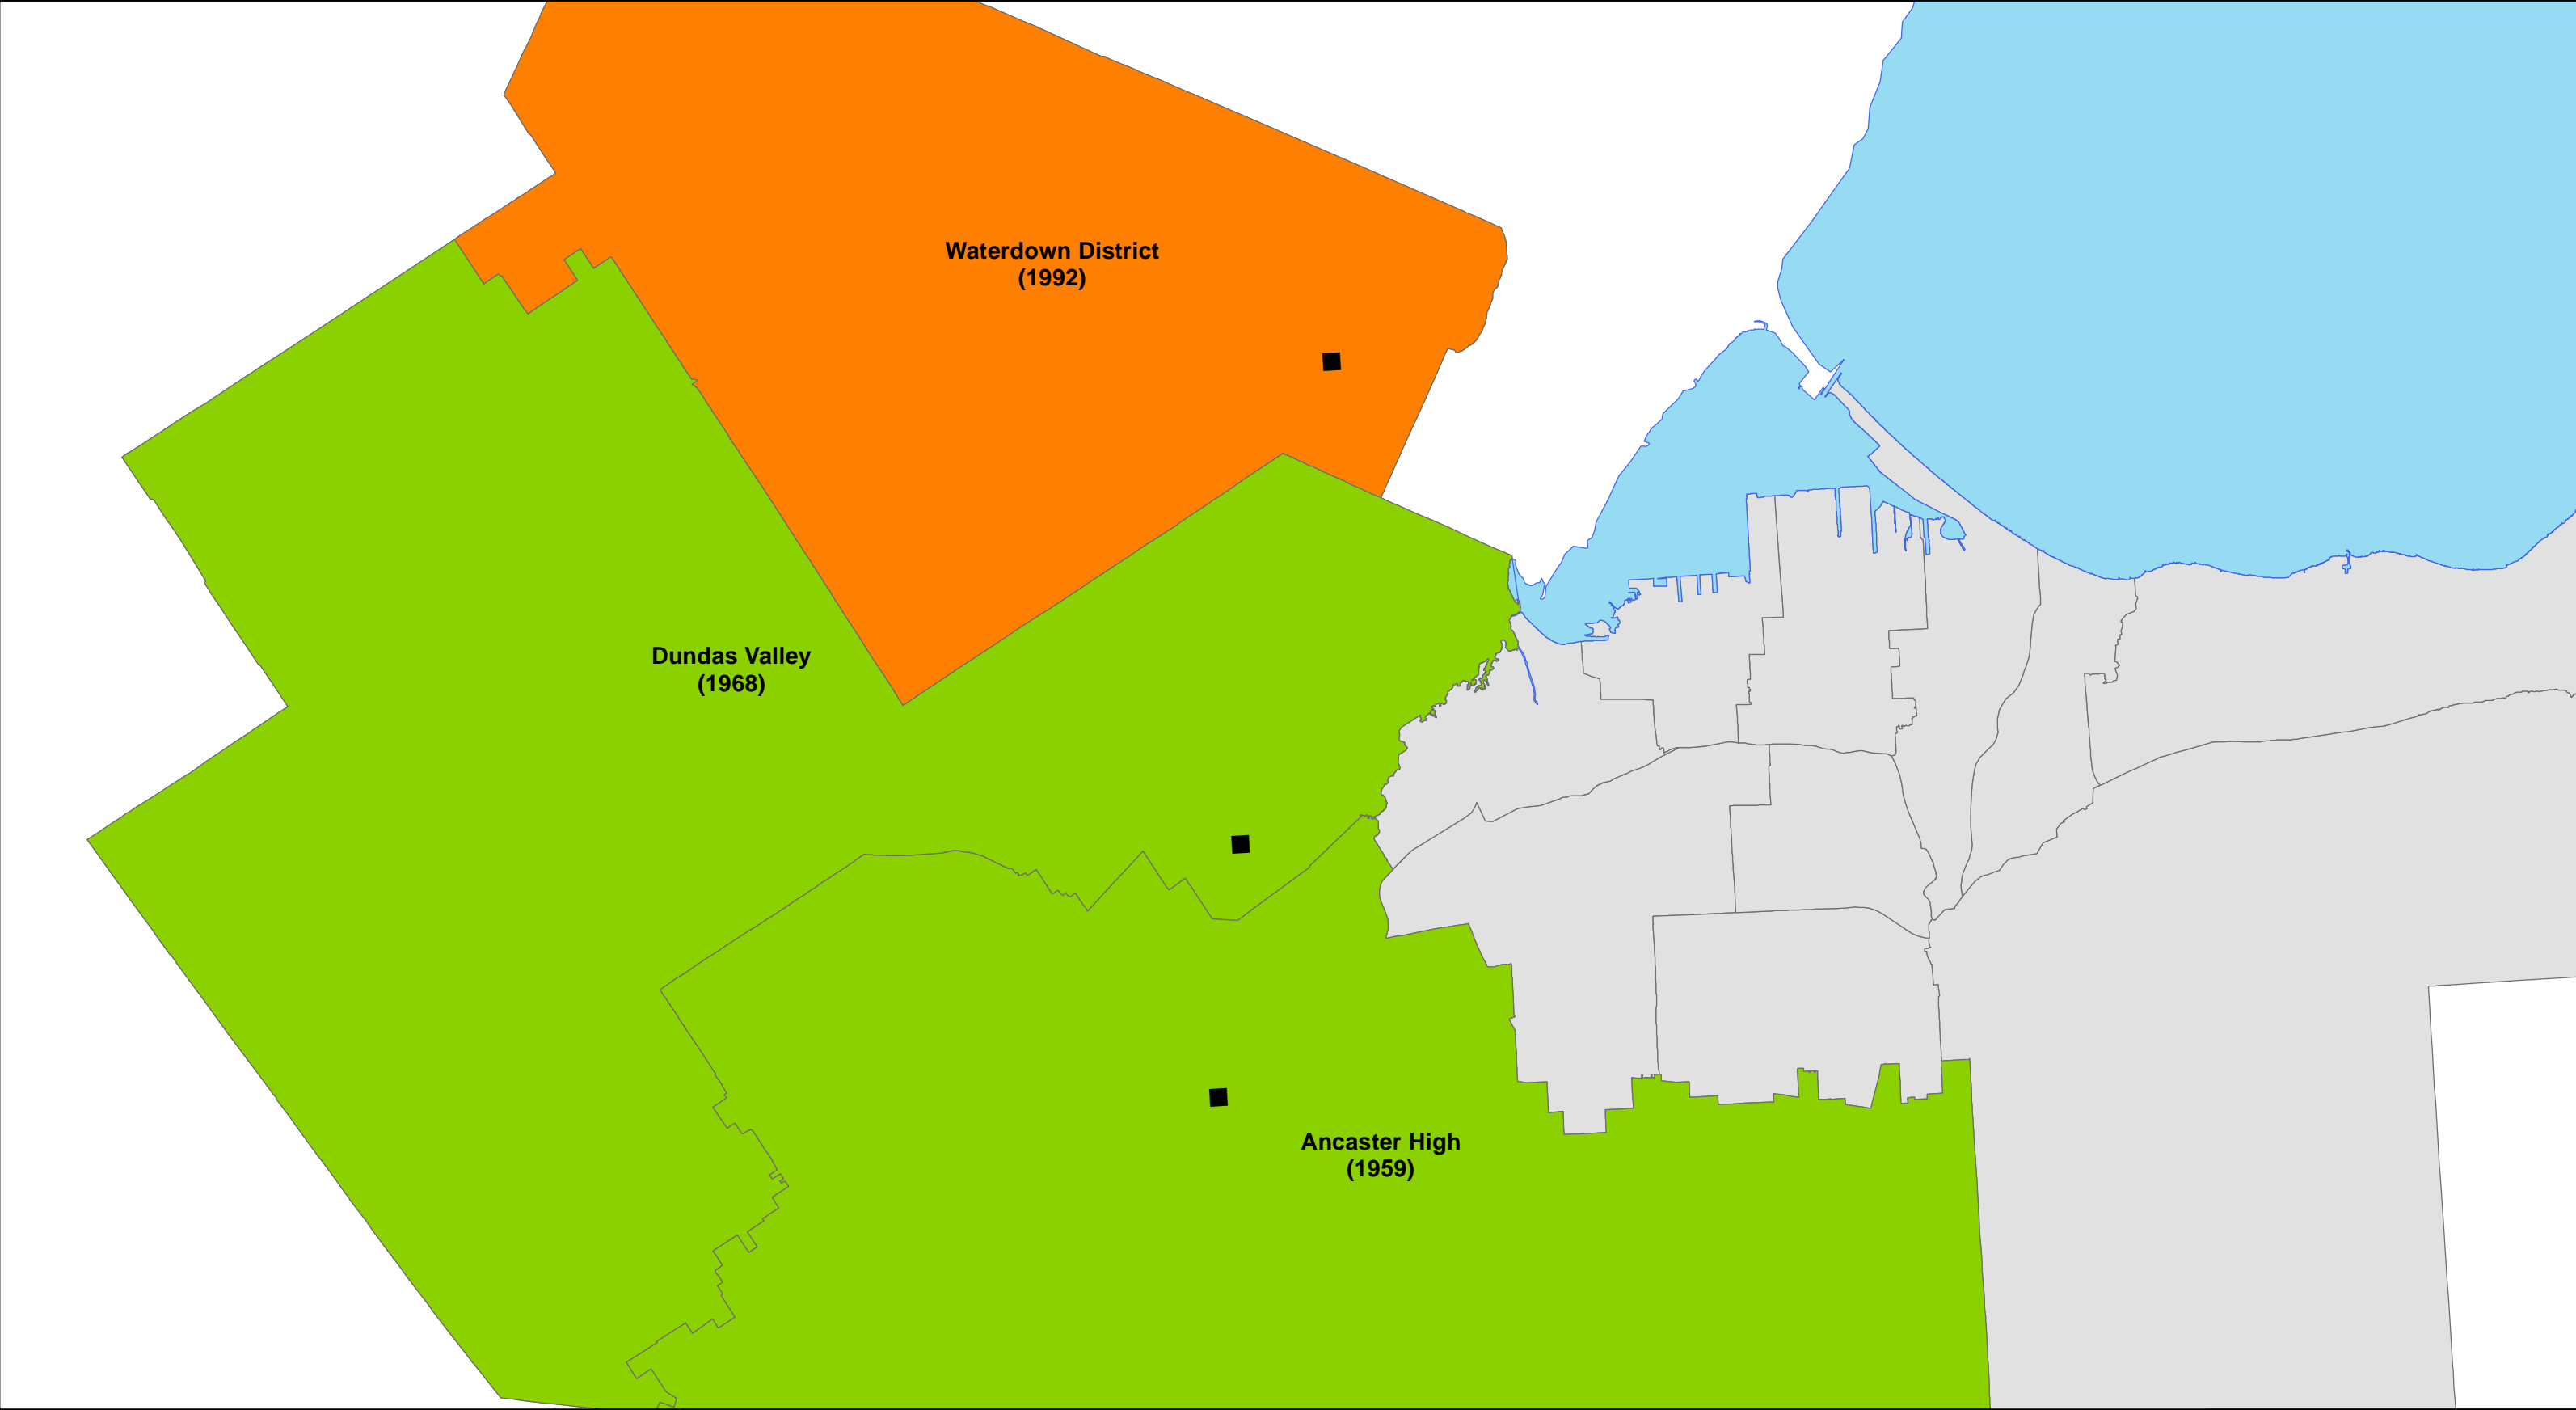 Waterdown District
(1992)
Dundas Valley
(1968)
Ancaster High
(1959)